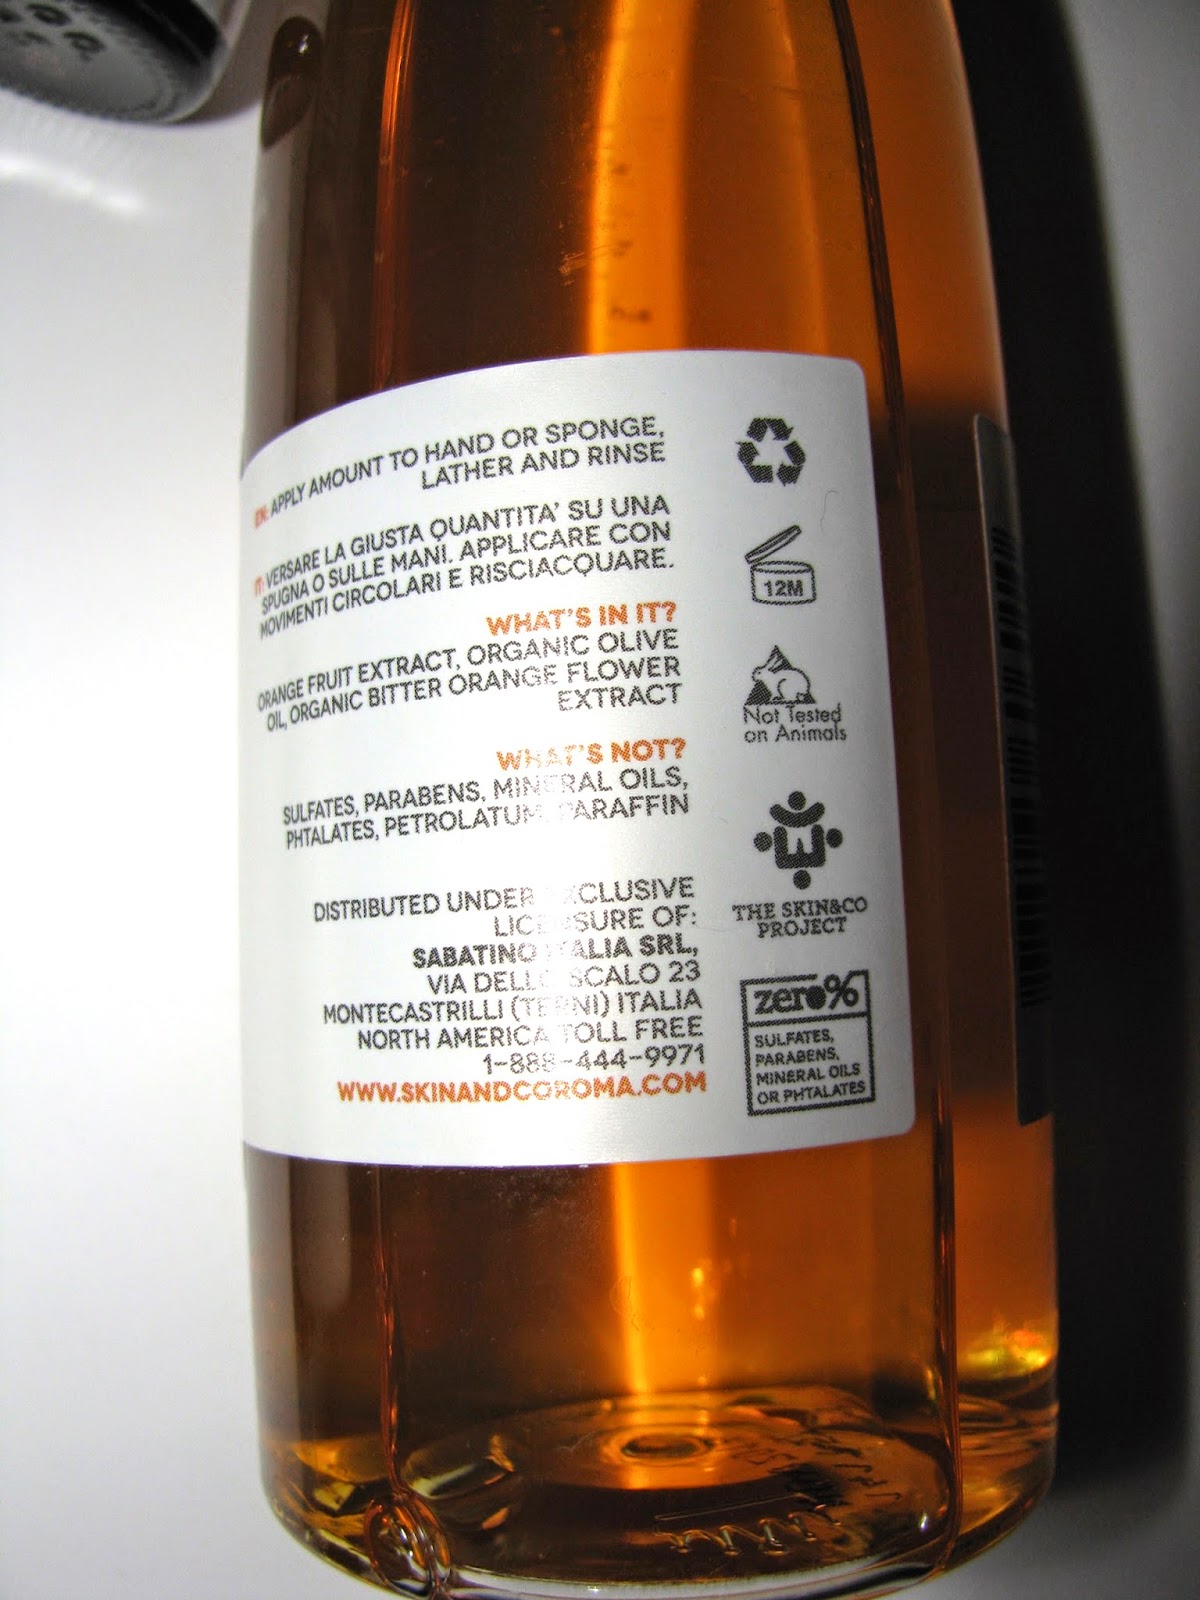 EN: APPLY AMOUNT TO HAND OR SPONGE,
LATHER AND RINSE
IT: VERSARE LA GIUSTA QUANTITA' SU UNA
SPUGNA O SULLE MANI. APPLICARE CON
MOVIMENTI CIRCOLARI E RISCIACQUARE.
WHAT'S IN IT?
ORANGE FRUIT EXTRACT, ORGANIC OLIVE
OIL, ORGANIC BITTER ORANGE FLOWER
EXTRACT
WHAT'S NOT?
SULFATES, PARABENS, MINERAL OILS,
PHTALATES, PETROLATUM, PARAFFIN
DISTRIBUTED UNDER EXCLUSIVE
LICENSURE OF:
SABATINO ITALIA SRL,
VIA DELLO SCALO 23
MONTECASTRILLI (TERNI) ITALIA
NORTH AMERICA TOLL FREE
1-888-444-9971
WWW.SKINANDCOROMA.COM
12M
Not Tested
on Animals
THE SKIN&CO
PROJECT
zero%
SULFATES,
PARABENS,
MINERAL OILS
OR PHTALATES